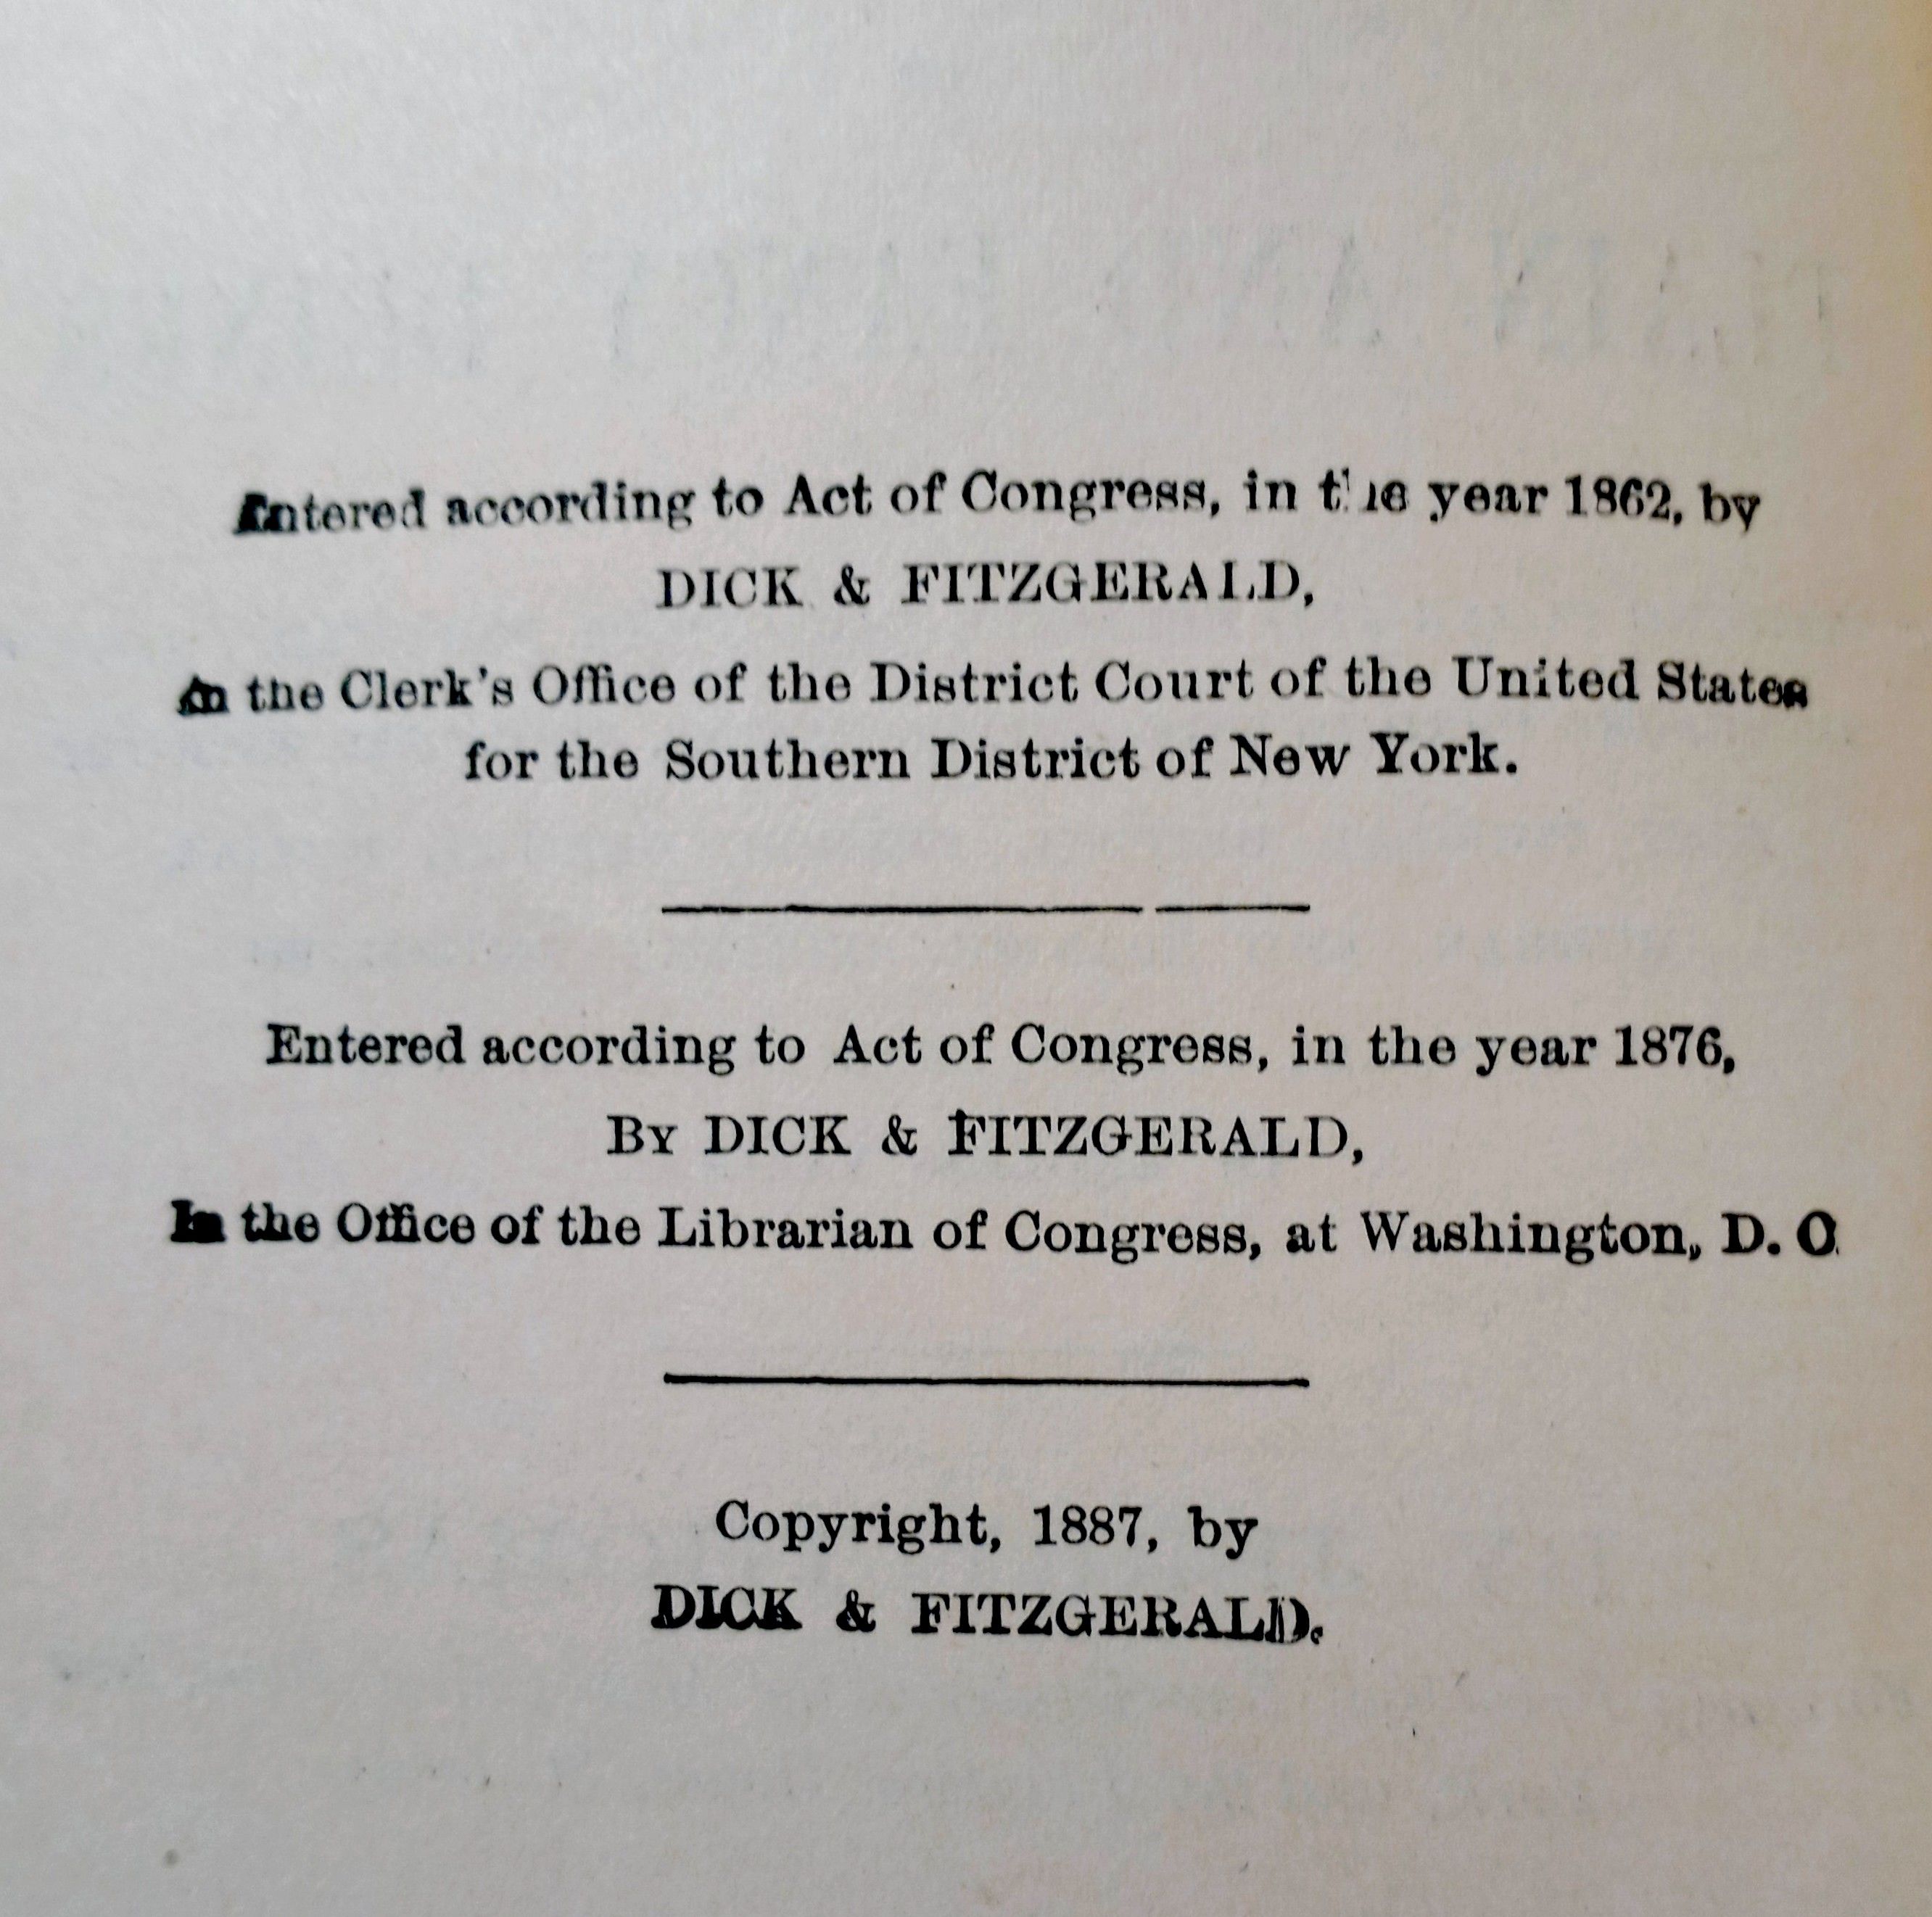 Entered according to Act of Congress, in the year 1862, by
DICK & FITZGERALD,
In the Clerk's Office of the District Court of the United States
for the Southern District of New York.
Entered according to Act of Congress, in the year 1876,
By DICK & FITZGERALD,
In the Office of the Librarian of Congress, at Washington, D. C
Copyright, 1887, by
DICK & FITZGERALD.